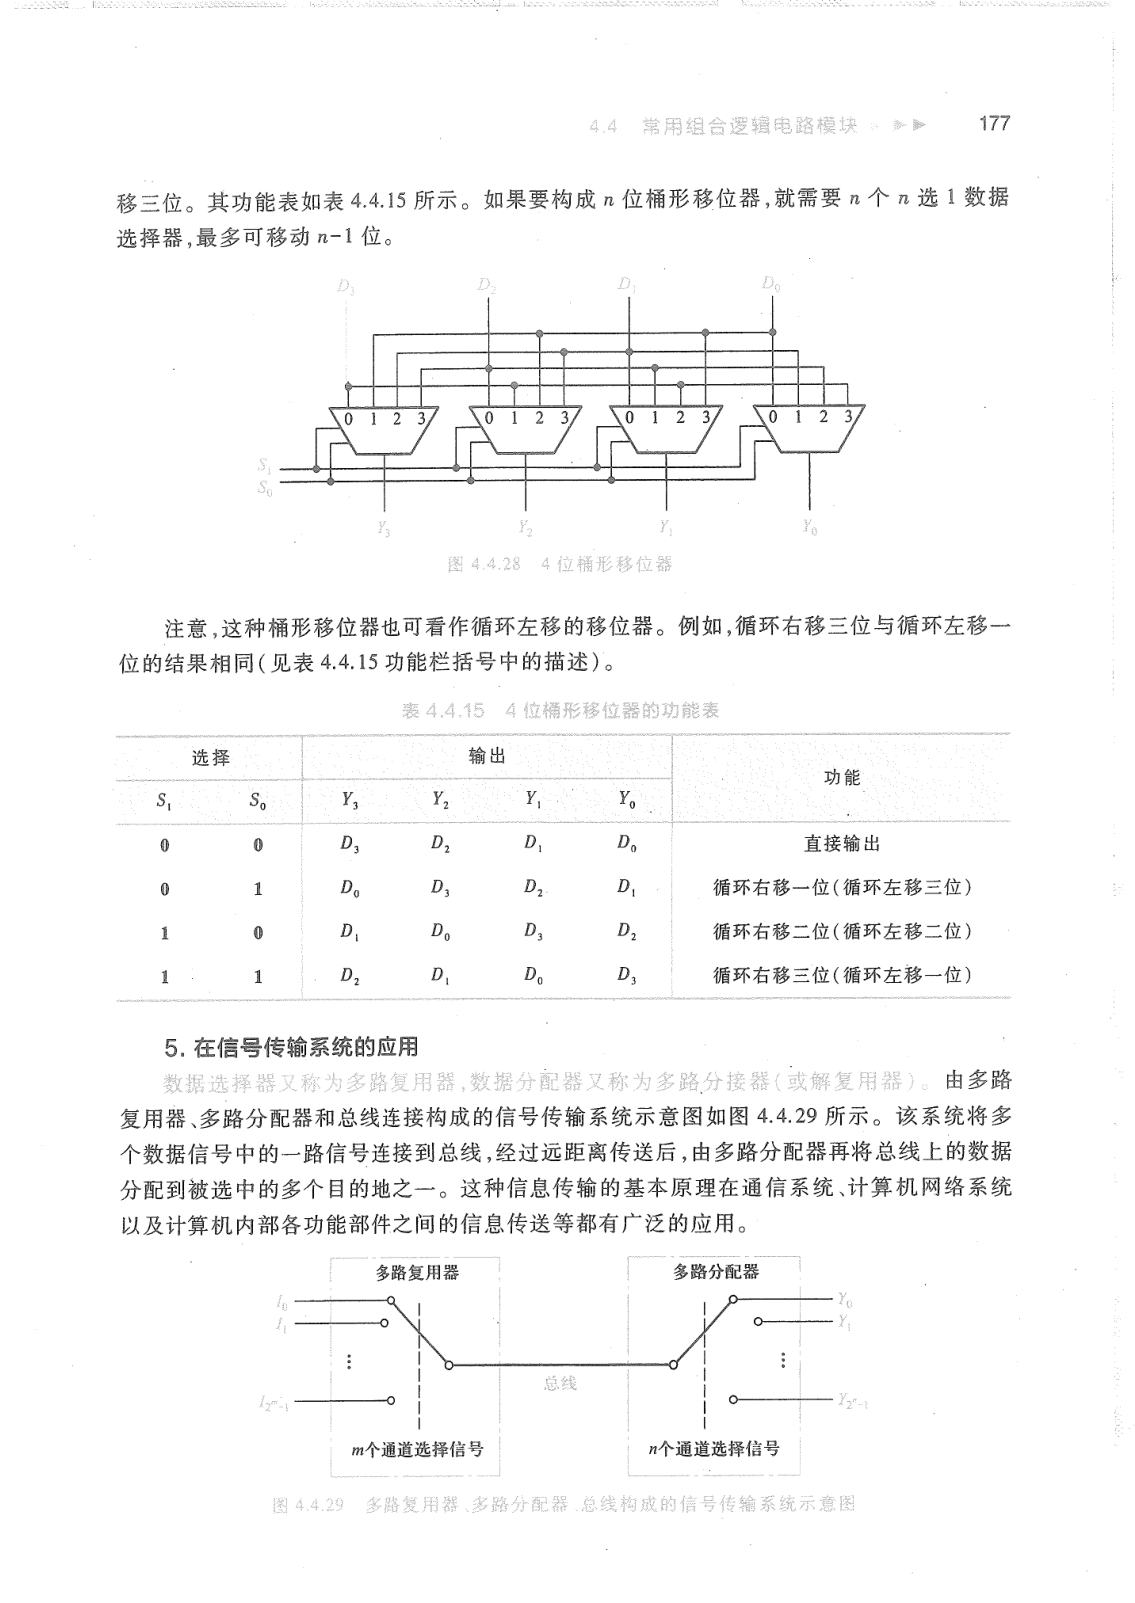 4.4 常用组合逻辑电路模块 177
移三位。其功能表如表 4.4.15 所示。如果要构成 n 位桶形移位器,就需要 n 个 n 选 1 数据
选择器,最多可移动 n-1 位。
D3 D2 D1 D0
0 1 2 3 0 1 2 3 0 1 2 3 0 1 2 3
S1
S0
Y3 Y2 Y1 Y0
图 4.4.28 4 位桶形移位器
注意,这种桶形移位器也可看作循环左移的移位器。例如,循环右移三位与循环左移一
位的结果相同(见表 4.4.15 功能栏括号中的描述)。
表 4.4.15 4 位桶形移位器的功能表
选择 输出 功能
S1 S0 Y3 Y2 Y1 Y0
0 0 D3 D2 D1 D0 直接输出
0 1 D0 D3 D2 D1 循环右移一位(循环左移三位)
1 0 D1 D0 D3 D2 循环右移二位(循环左移二位)
1 1 D2 D1 D0 D3 循环右移三位(循环左移一位)
5. 在信号传输系统的应用
数据选择器又称为多路复用器,数据分配器又称为多路分接器(或解复用器)。由多路
复用器、多路分配器和总线连接构成的信号传输系统示意图如图 4.4.29 所示。该系统将多
个数据信号中的一路信号连接到总线,经过远距离传送后,由多路分配器再将总线上的数据
分配到被选中的多个目的地之一。这种信息传输的基本原理在通信系统、计算机网络系统
以及计算机内部各功能部件之间的信息传送等都有广泛的应用。
多路复用器 多路分配器
I0 Y0
I1 Y1
⋮ ⋮
总线
I2^m-1 Y2^n-1
m个通道选择信号 n个通道选择信号
图 4.4.29 多路复用器、多路分配器、总线构成的信号传输系统示意图